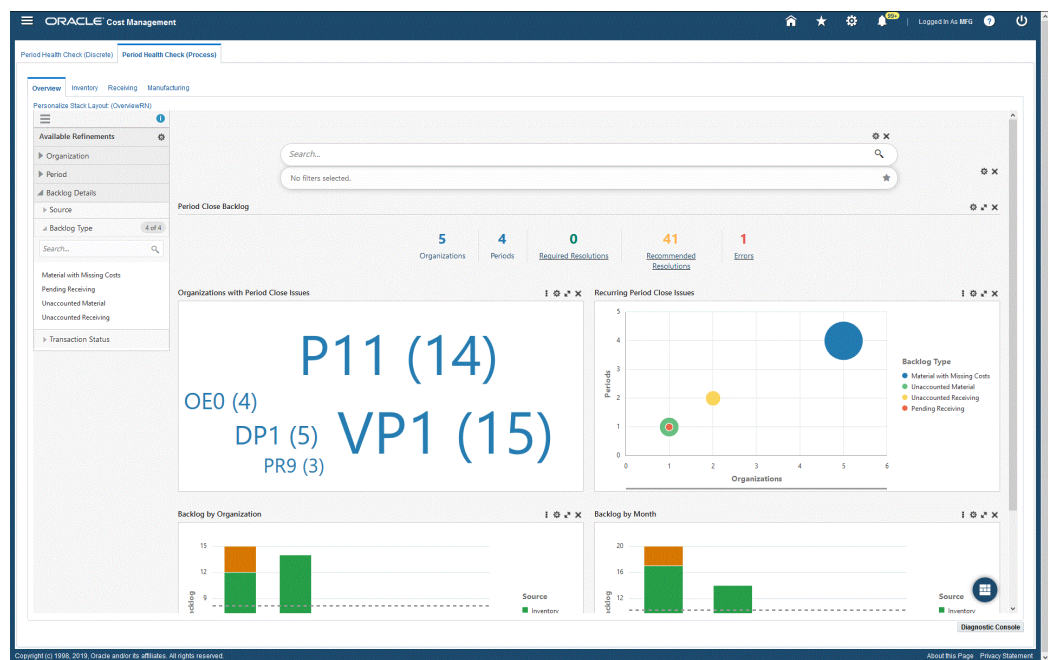 ORACLE Cost Management
99+
Logged In As MFG
?
Period Health Check (Discrete)
Period Health Check (Process)
Overview
Inventory
Receiving
Manufacturing
Personalize Stack Layout: (OverviewRN)
Available Refinements
Organization
Period
Backlog Details
Source
Backlog Type
4 of 4
Search...
Material with Missing Costs
Pending Receiving
Unaccounted Material
Unaccounted Receiving
Transaction Status
Search...
No filters selected.
Period Close Backlog
5
Organizations
4
Periods
0
Required Resolutions
41
Recommended
Resolutions
1
Errors
Organizations with Period Close Issues
P11 (14)
OE0 (4)
DP1 (5)
VP1 (15)
PR9 (3)
Recurring Period Close Issues
5
4
3
2
1
0
Periods
0 1 2 3 4 5 6
Organizations
Backlog Type
Material with Missing Costs
Unaccounted Material
Unaccounted Receiving
Pending Receiving
Backlog by Organization
15
12
9
Source
Inventory
Backlog by Month
20
16
12
Source
Inventory
Diagnostic Console
Copyright (c) 1998, 2019, Oracle and/or its affiliates. All rights reserved.
About this Page Privacy Statement